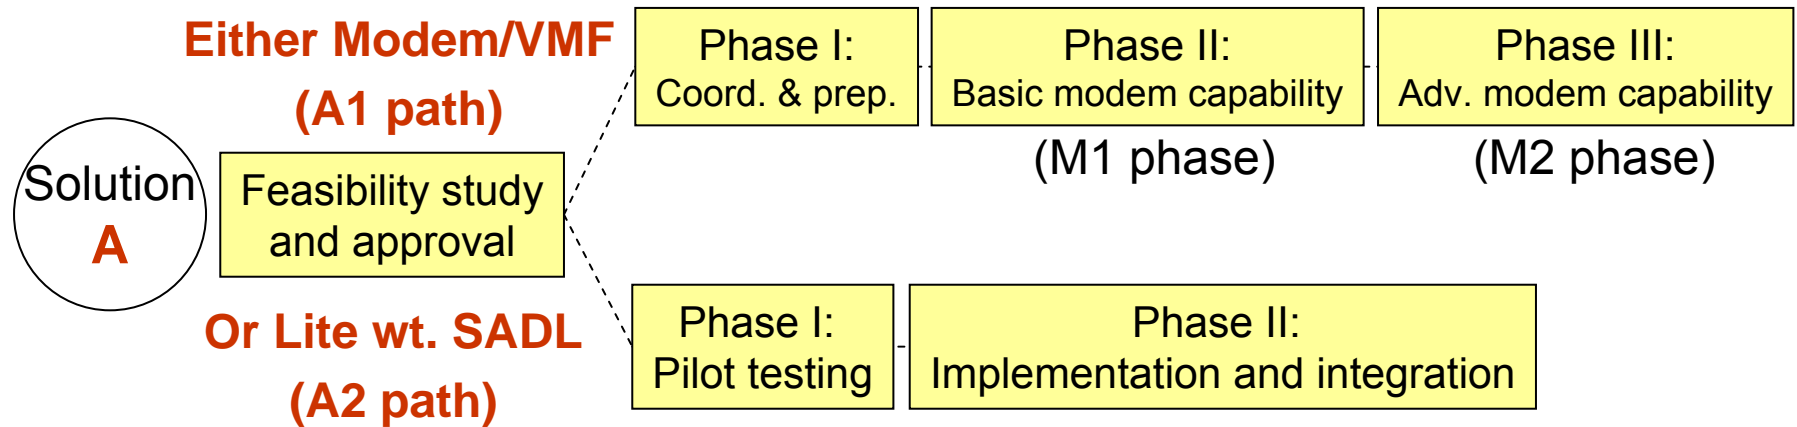 Either Modem/VMF
(A1 path)
Solution
A
Feasibility study
and approval
Or Lite wt. SADL
(A2 path)
Phase I:
Coord. & prep.
Phase II:
Basic modem capability
(M1 phase)
Phase III:
Adv. modem capability
(M2 phase)
Phase I:
Pilot testing
Phase II:
Implementation and integration